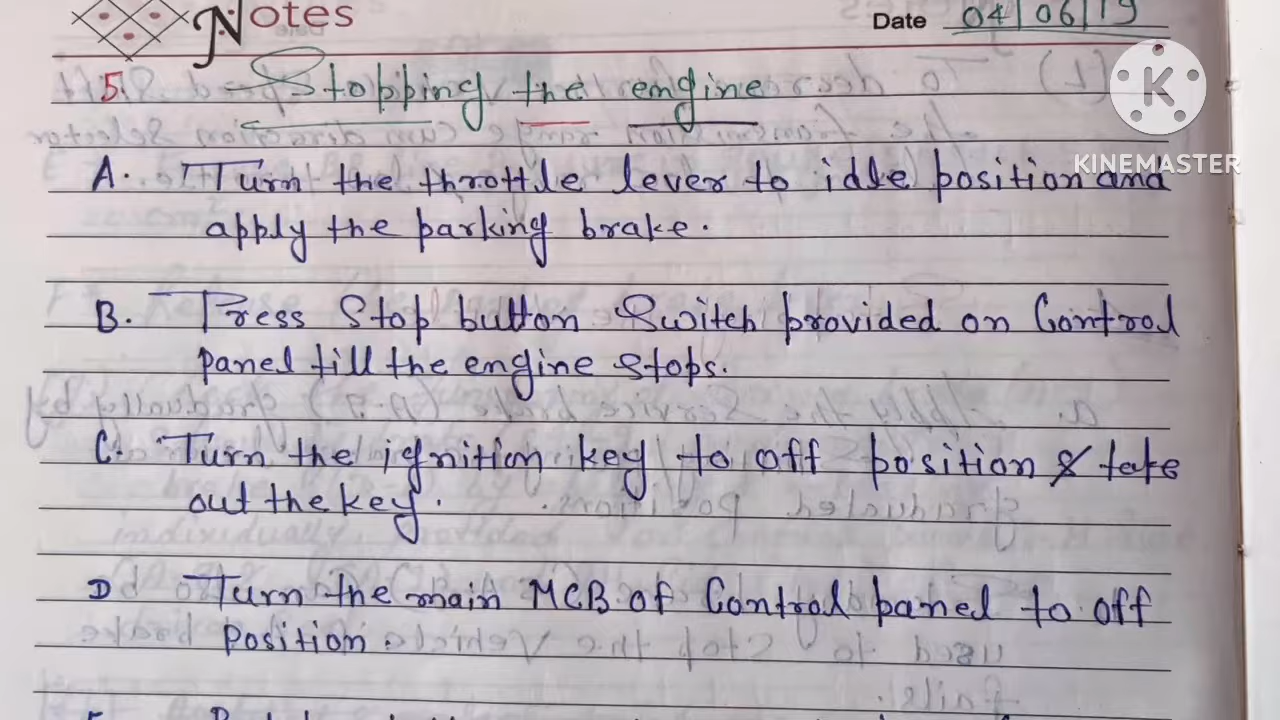 Notes
Date 04/06/19
5. Stopping the engine
KINEMASTER
A. Turn the throttle lever to idle position and
apply the parking brake.
B. Press Stop button Switch provided on Control
panel till the engine stops.
C. Turn the ignition key to off position & take
out the key.
D Turn the main MCB of Control panel to off
position.